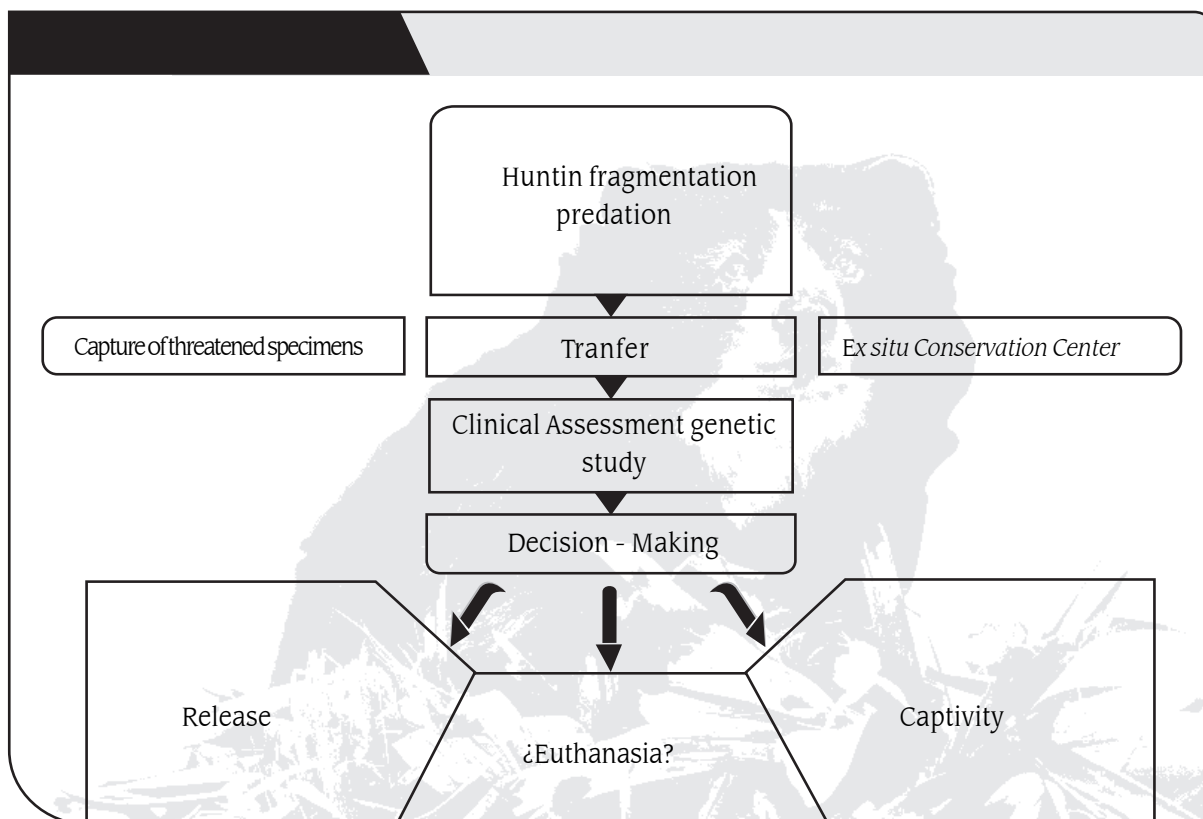 Huntin fragmentation
predation
Capture of threatened specimens
Tranfer
Ex situ Conservation Center
Clinical Assessment genetic
study
Decision - Making
Release
¿Euthanasia?
Captivity